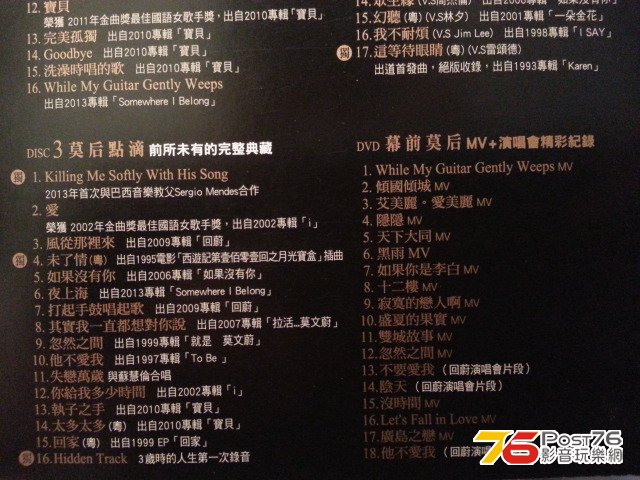 12. 寶貝
榮獲 2011年金曲獎最佳國語女歌手獎，出自2010專輯「寶貝」
13. 完美孤獨 出自2010專輯「寶貝」
14. Goodbye 出自2010專輯「寶貝」
15. 洗澡時唱的歌 出自2010專輯「寶貝」
16. While My Guitar Gently Weeps
出自2013專輯「Somewhere I Belong」
DISC 3 莫后點滴 前所未有的完整典藏
獨 1. Killing Me Softly With His Song
2013年首次與巴西音樂教父Sergio Mendes合作
2. 愛
榮獲 2002年金曲獎最佳國語女歌手獎，出自2002專輯「i」
3. 風從那裡來 出自2009專輯「回蔚」
獨 4. 未了情(粵) 出自1995電影「西遊記第壹佰零壹回之月光寶盒」插曲
5. 如果沒有你 出自2006專輯「如果沒有你」
6. 夜上海 出自2013專輯「Somewhere I Belong」
7. 打起手鼓唱起歌 出自2009專輯「回蔚」
8. 其實我一直都想對你說 出自2007專輯「拉活...莫文蔚」
9. 忽然之間 出自1999專輯「就是 莫文蔚」
10. 他不愛我 出自1997專輯「To Be」
11. 失戀萬歲 與蘇慧倫合唱
12. 你給我多少時間 出自2002專輯「i」
13. 執子之手 出自2010專輯「寶貝」
14. 太多太多(粵) 出自2010專輯「寶貝」
15. 回家(粵) 出自1999 EP「回家」
16. Hidden Track 3歲時的人生第一次錄音
15. 幻聽(粵)(V.S林夕) 出自2001專輯「一朵金花」
16. 我不耐煩 (V.S Jim Lee) 出自1998專輯「I SAY」
獨 17. 這等待眼睛(粵)(V.S雷頌德)
出道首發曲，絕版收錄，出自1993專輯「Karen」
DVD 幕前莫后 MV+演唱會精彩紀錄
1. While My Guitar Gently Weeps MV
2. 傾國傾城 MV
3. 艾美麗。愛美麗 MV
4. 隱隱 MV
5. 天下大同 MV
6. 黑雨 MV
7. 如果你是李白 MV
8. 十二樓 MV
9. 寂寞的戀人啊 MV
10. 盛夏的果實 MV
11. 雙城故事 MV
12. 忽然之間 MV
13. 不要愛我 (回蔚演唱會片段)
14. 陰天 (回蔚演唱會片段)
15. 沒時間 MV
16. Let's Fall in Love MV
17. 廣島之戀 MV
18. 他不愛我 (回蔚演唱
76 Post76
影音玩樂網